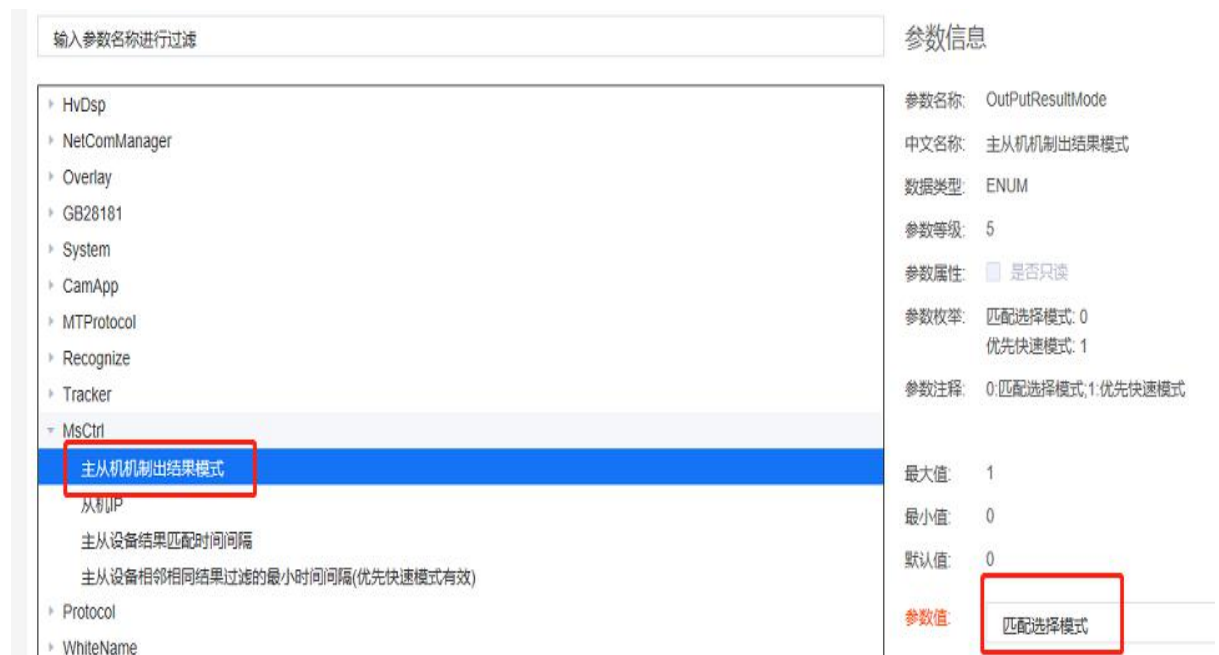 输入参数名称进行过滤
HvDsp
NetComManager
Overlay
GB28181
System
CamApp
MTProtocol
Recognize
Tracker
MsCtrl
主从机机制出结果模式
从机IP
主从设备结果匹配时间间隔
主从设备相邻相同结果过滤的最小时间间隔(优先快速模式有效)
Protocol
WhiteName
参数信息
参数名称: OutPutResultMode
中文名称: 主从机机制出结果模式
数据类型: ENUM
参数等级: 5
参数属性: 是否只读
参数枚举: 匹配选择模式: 0
优先快速模式: 1
参数注释: 0:匹配选择模式;1:优先快速模式
最大值: 1
最小值: 0
默认值: 0
参数值: 匹配选择模式